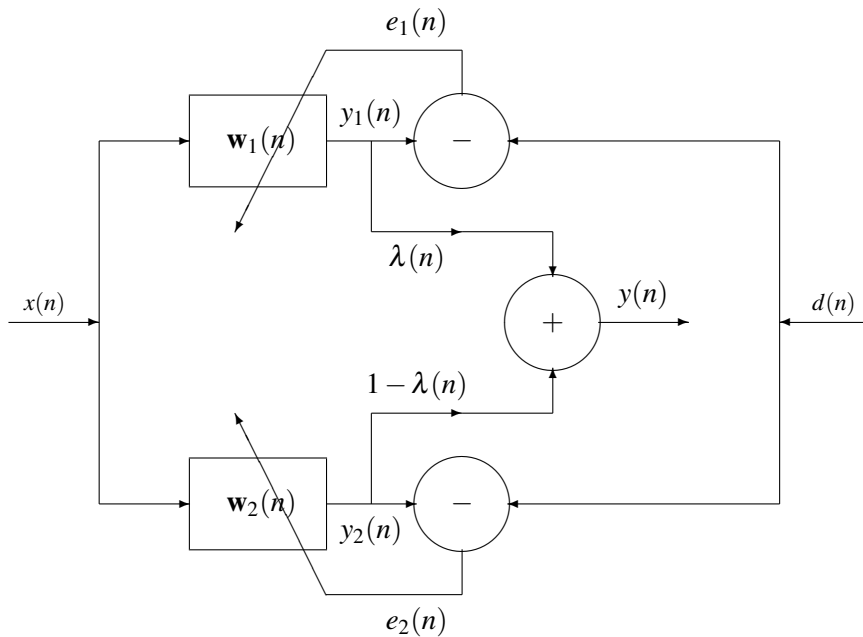 e₁(n)
w₁(n)
y₁(n)
−
λ(n)
x(n)
+
y(n)
d(n)
1 − λ(n)
w₂(n)
y₂(n)
−
e₂(n)